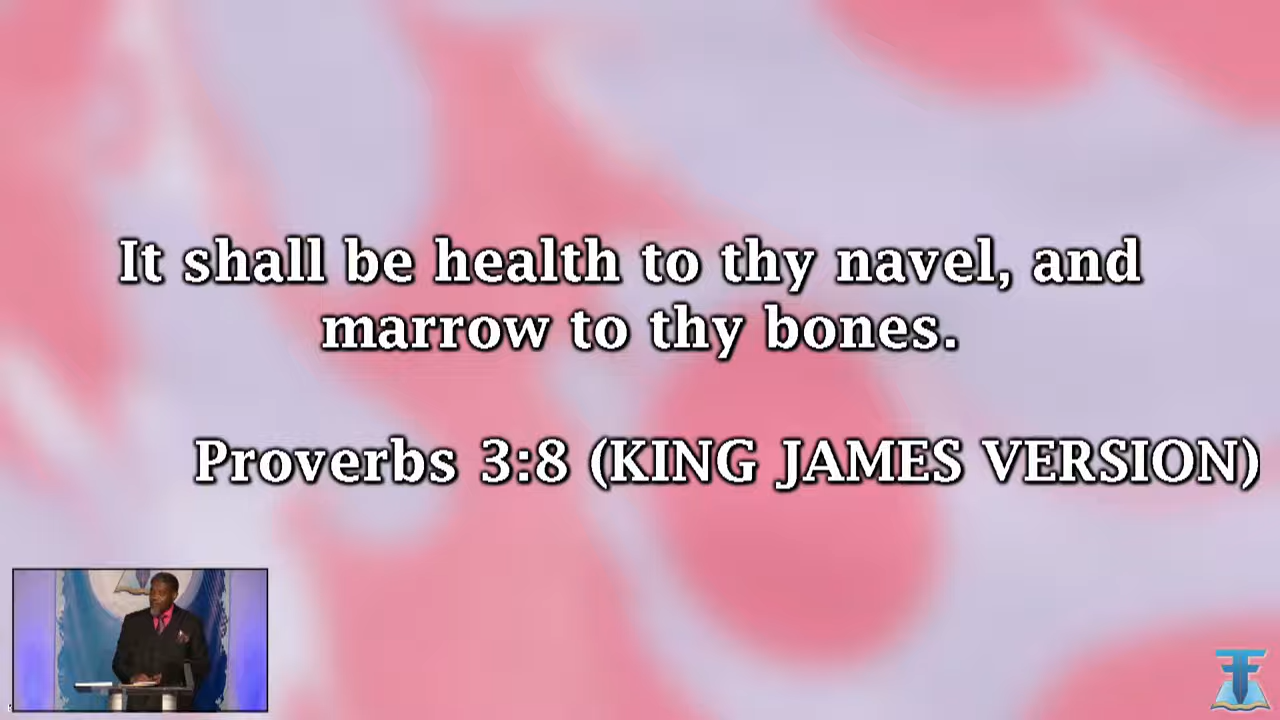 It shall be health to thy navel, and
marrow to thy bones.
Proverbs 3:8 (KING JAMES VERSION)